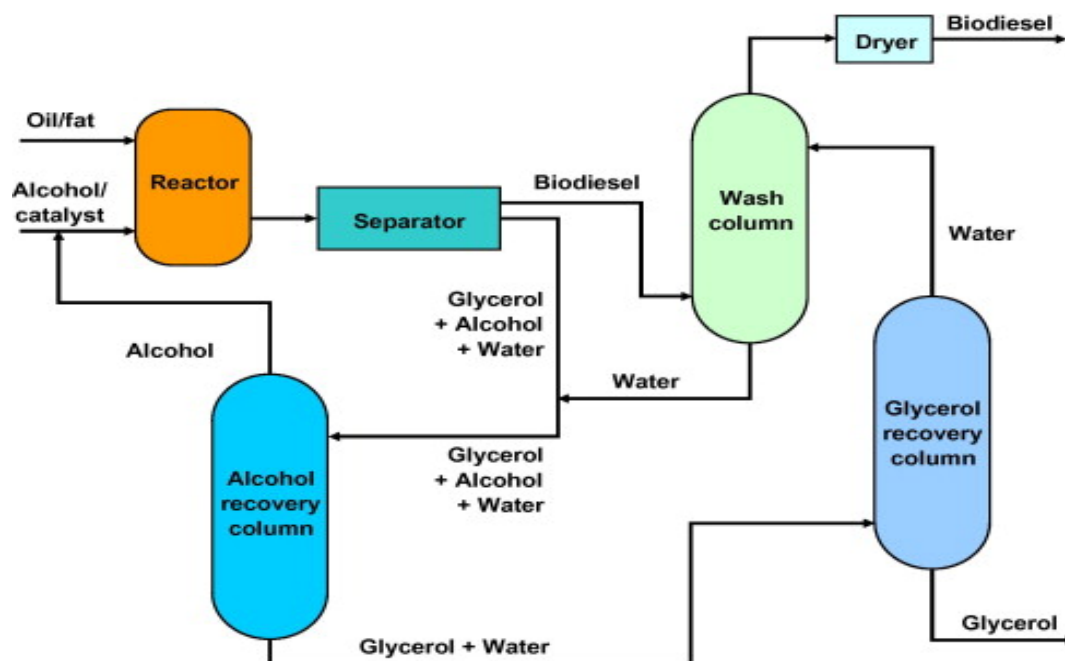 Biodiesel
Dryer
Oil/fat
Reactor
Alcohol/
catalyst
Separator
Biodiesel
Wash
column
Water
Glycerol
+ Alcohol
+ Water
Alcohol
Water
Glycerol
recovery
column
Glycerol
+ Alcohol
+ Water
Alcohol
recovery
column
Glycerol + Water
Glycerol